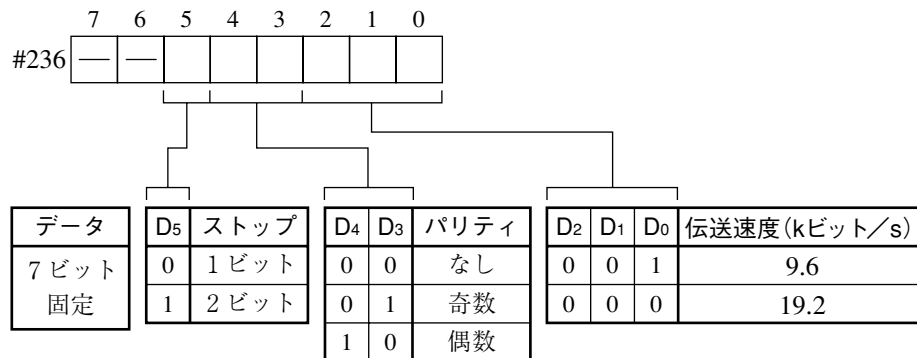 7 6 5 4 3 2 1 0
#236 — —
データ D5 ストップ D4 D3 パリティ D2 D1 D0 伝送速度(kビット/s)
7ビット 0 1ビット 0 0 なし 0 0 1 9.6
固定 1 2ビット 0 1 奇数 0 0 0 19.2
1 0 偶数